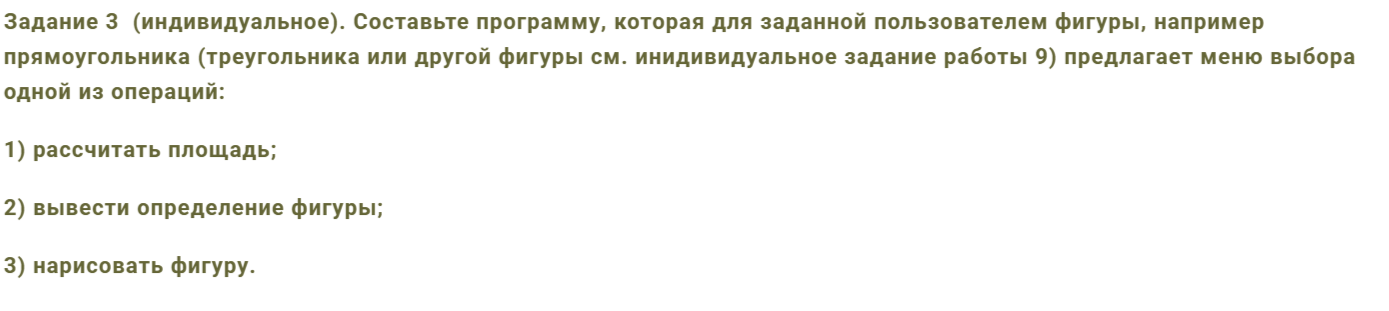 Задание 3  (индивидуальное). Составьте программу, которая для заданной пользователем фигуры, например
прямоугольника (треугольника или другой фигуры см. инидивидуальное задание работы 9) предлагает меню выбора
одной из операций:
1) рассчитать площадь;
2) вывести определение фигуры;
3) нарисовать фигуру.